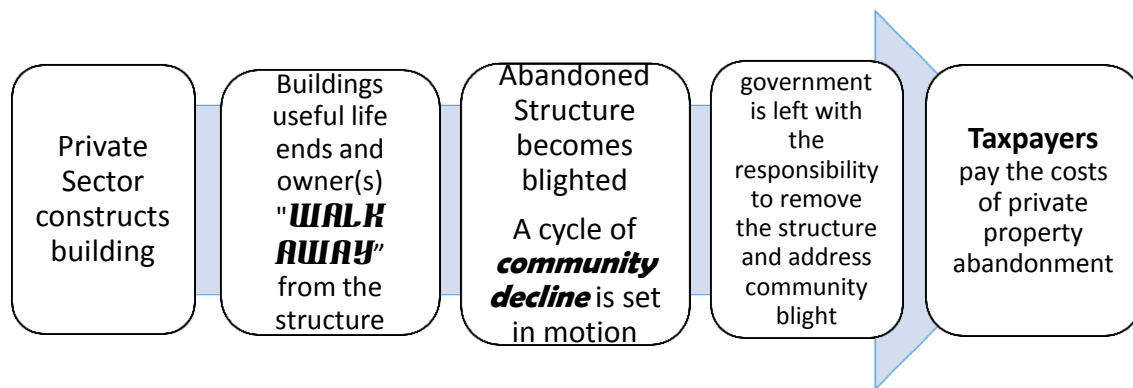 Private
Sector
constructs
building
Buildings
useful life
ends and
owner(s)
"WALK
AWAY”
from the
structure
Abandoned
Structure
becomes
blighted
A cycle of
community
decline is set
in motion
government
is left with
the
responsibility
to remove
the structure
and address
community
blight
Taxpayers
pay the costs
of private
property
abandonment